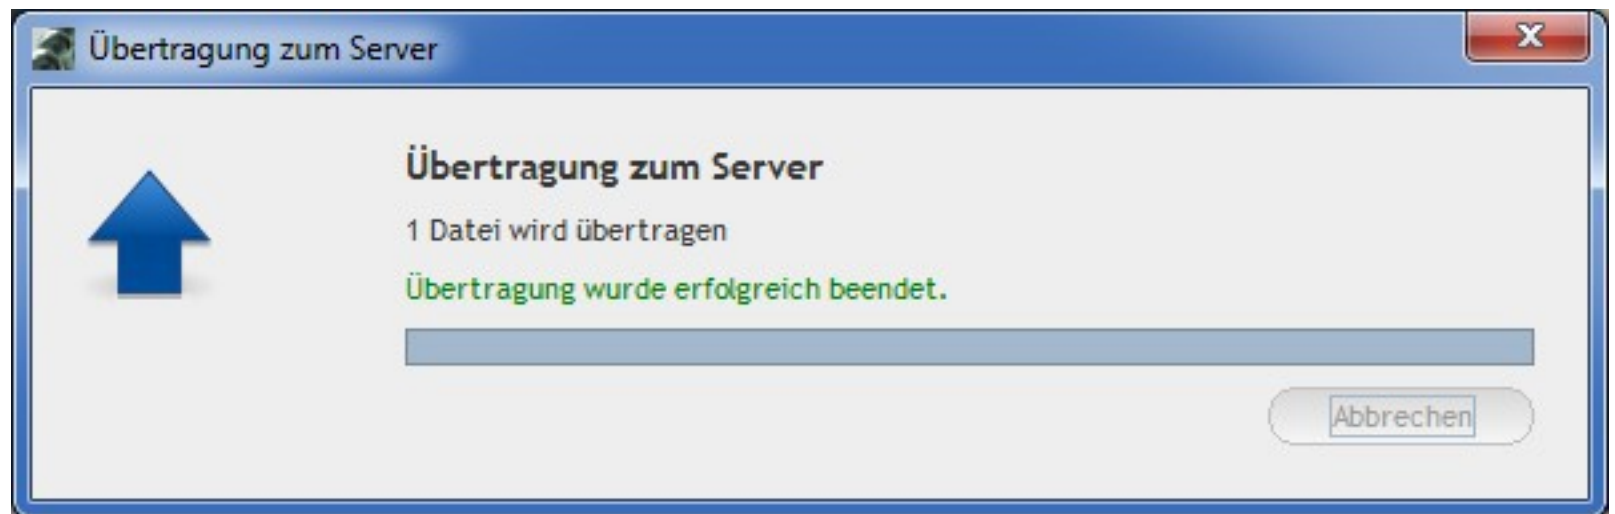 Übertragung zum Server
Übertragung zum Server
1 Datei wird übertragen
Übertragung wurde erfolgreich beendet.
Abbrechen